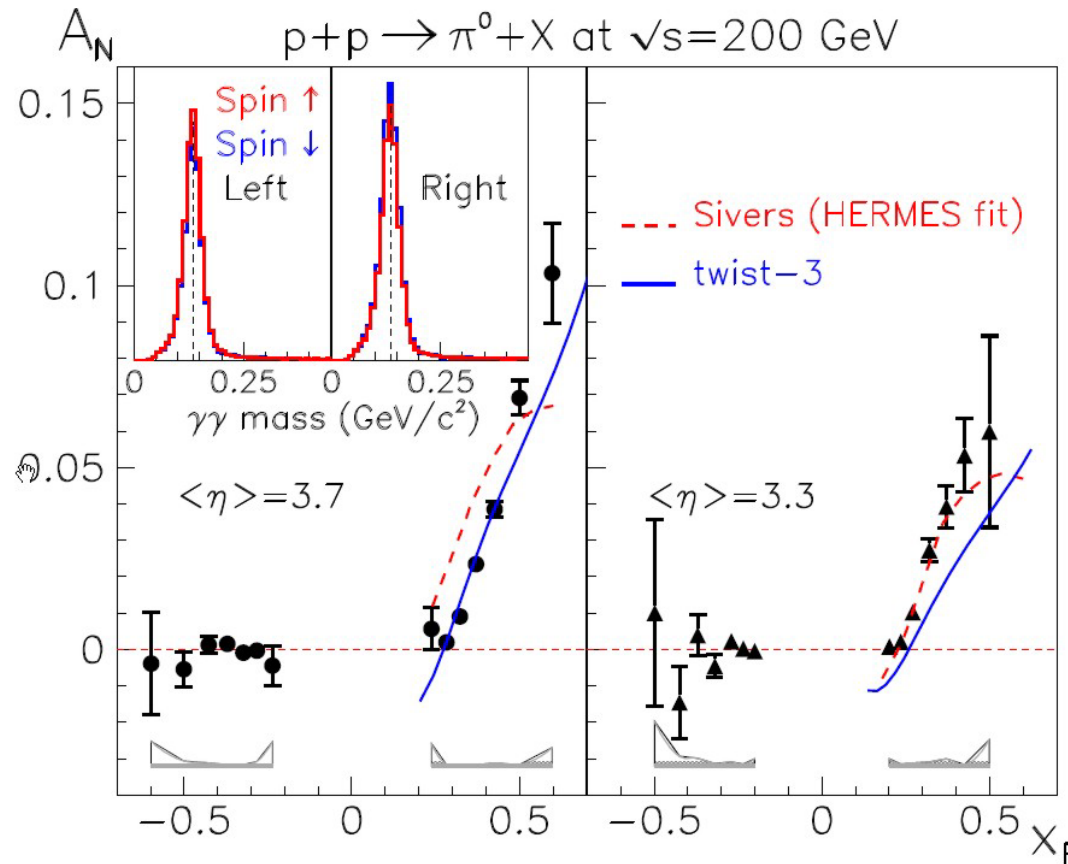 A_N p+p → π⁰+X at √s=200 GeV
0.15
0.1
0.05
0
Spin ↑
Spin ↓
Left
Right
0 0.25 0 0.25
γγ mass (GeV/c²)
<η>=3.7
<η>=3.3
Sivers (HERMES fit)
twist-3
-0.5 0 0.5 -0.5 0 0.5
X_F